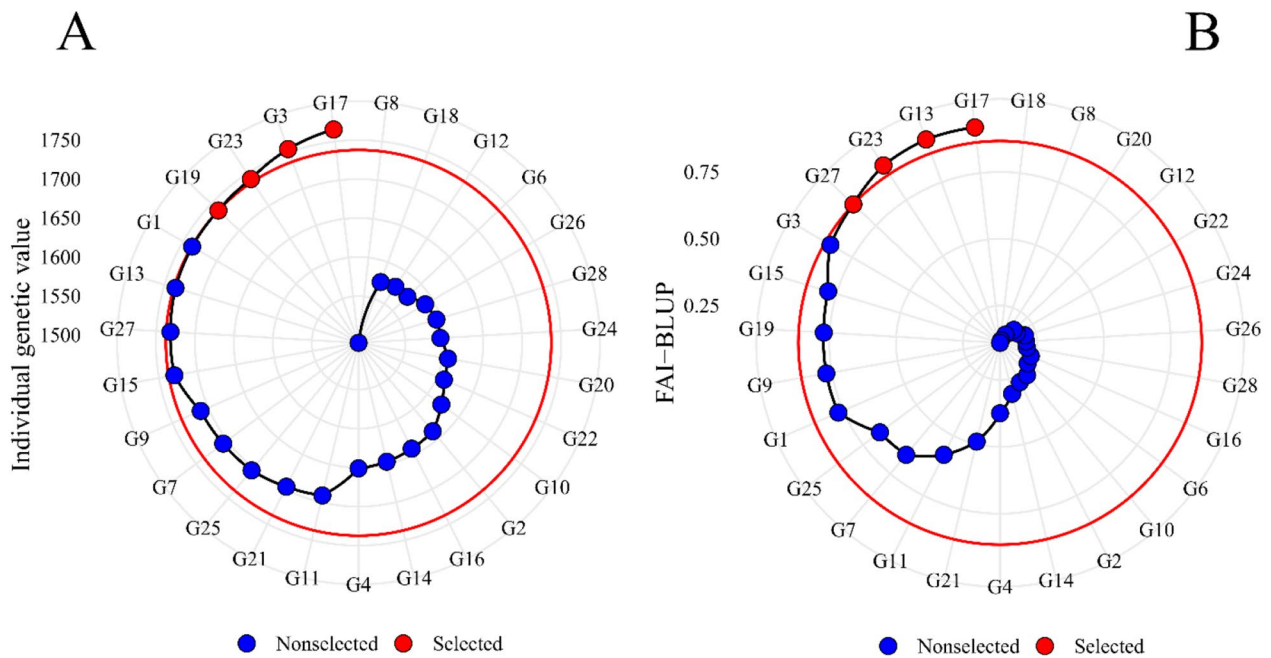 A
Individual genetic value
1750
1700
1650
1600
1550
1500
G17
G8
G18
G12
G6
G26
G28
G24
G20
G22
G10
G2
G16
G14
G4
G11
G21
G25
G7
G9
G15
G27
G13
G1
G19
G23
G3
Nonselected
Selected
B
FAI–BLUP
0.75
0.50
0.25
G17
G18
G8
G20
G12
G22
G24
G26
G28
G16
G6
G10
G2
G14
G4
G21
G11
G7
G25
G1
G9
G19
G15
G3
G27
G23
G13
Nonselected
Selected